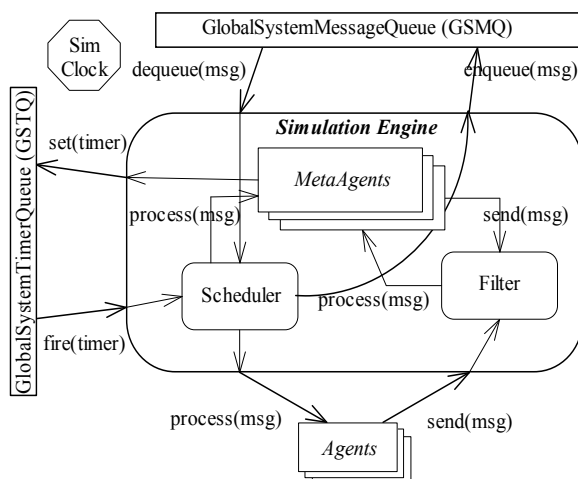 GlobalSystemMessageQueue (GSMQ)
Sim
Clock
dequeue(msg)
enqueue(msg)
GlobalSystemTimerQueue (GSTQ)
Simulation Engine
set(timer)
MetaAgents
process(msg)
send(msg)
Scheduler
process(msg)
Filter
fire(timer)
process(msg)
send(msg)
Agents